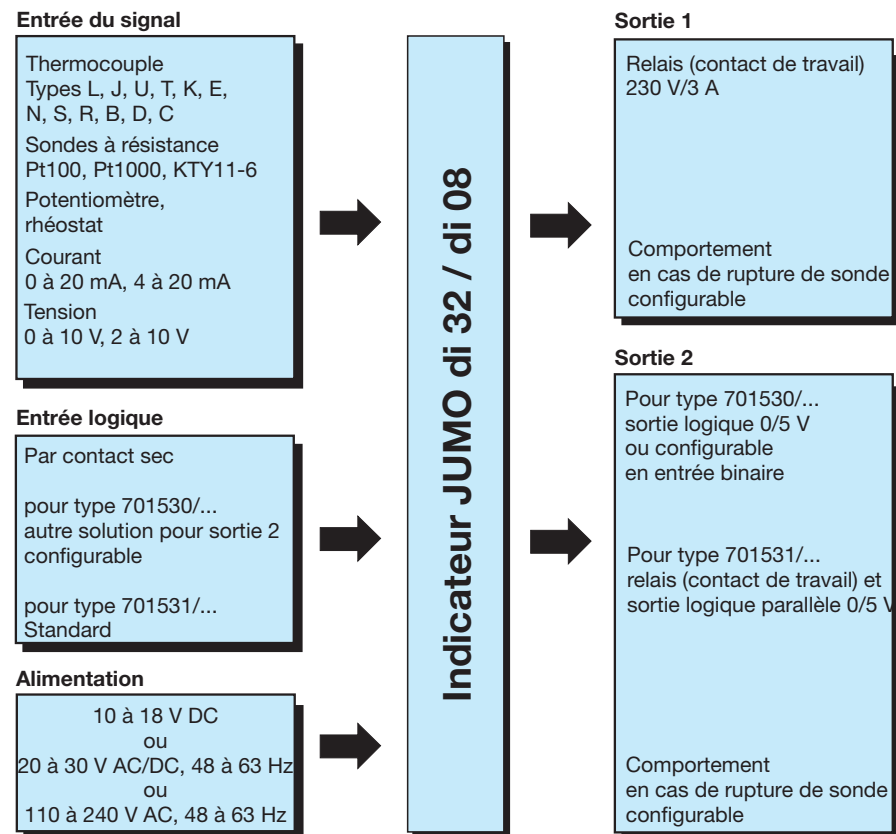 Entrée du signal
Thermocouple
Types L, J, U, T, K, E,
N, S, R, B, D, C
Sondes à résistance
Pt100, Pt1000, KTY11-6
Potentiomètre,
rhéostat
Courant
0 à 20 mA, 4 à 20 mA
Tension
0 à 10 V, 2 à 10 V
Entrée logique
Par contact sec
pour type 701530/...
autre solution pour sortie 2
configurable
pour type 701531/...
Standard
Alimentation
10 à 18 V DC
ou
20 à 30 V AC/DC, 48 à 63 Hz
ou
110 à 240 V AC, 48 à 63 Hz
Indicateur JUMO di 32 / di 08
Sortie 1
Relais (contact de travail)
230 V/3 A
Comportement
en cas de rupture de sonde
configurable
Sortie 2
Pour type 701530/...
sortie logique 0/5 V
ou configurable
en entrée binaire
Pour type 701531/...
relais (contact de travail) et
sortie logique parallèle 0/5 V
Comportement
en cas de rupture de sonde
configurable